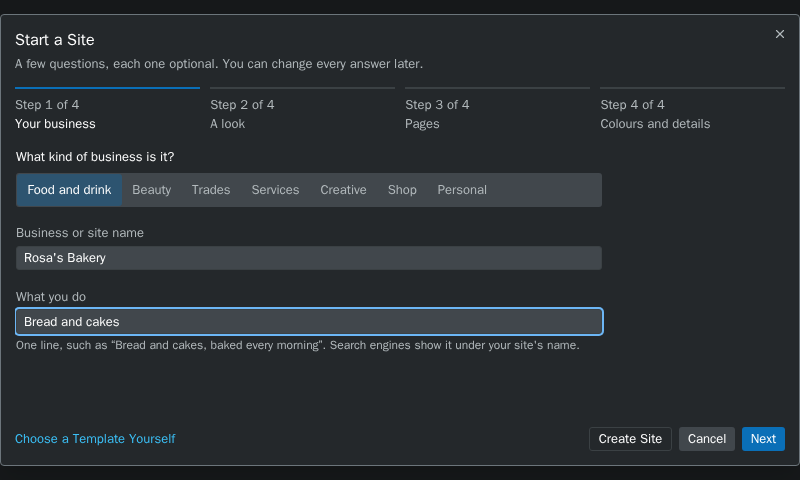 Start a Site
A few questions, each one optional. You can change every answer later.
Step 1 of 4
Your business
Step 2 of 4
A look
Step 3 of 4
Pages
Step 4 of 4
Colours and details
What kind of business is it?
Food and drink Beauty Trades Services Creative Shop Personal
Business or site name
Rosa's Bakery
What you do
Bread and cakes
One line, such as “Bread and cakes, baked every morning”. Search engines show it under your site's name.
Choose a Template Yourself
Create Site
Cancel
Next